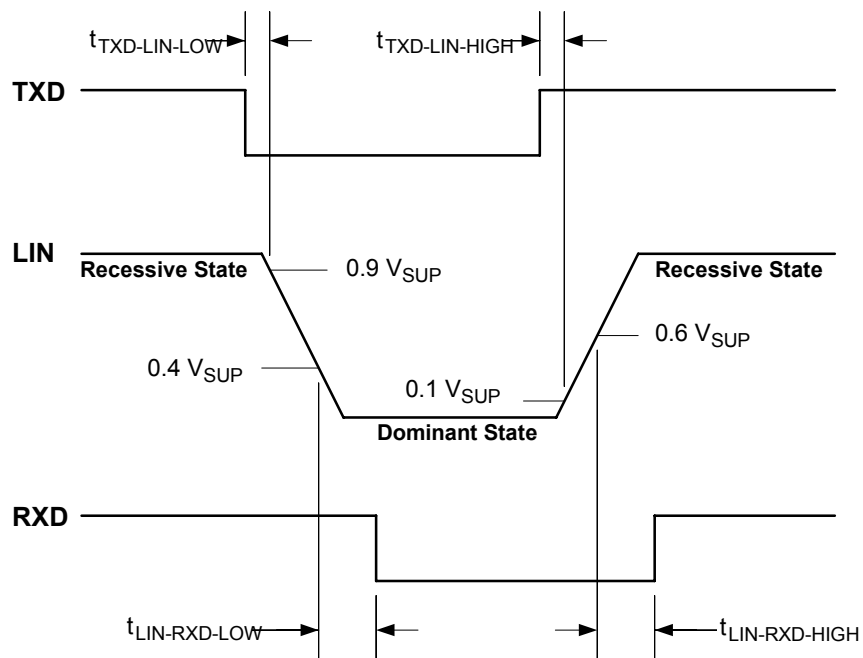 tTXD-LIN-LOW
tTXD-LIN-HIGH
TXD
LIN
Recessive State
0.9 VSUP
Recessive State
0.6 VSUP
0.4 VSUP
0.1 VSUP
Dominant State
RXD
tLIN-RXD-LOW
tLIN-RXD-HIGH